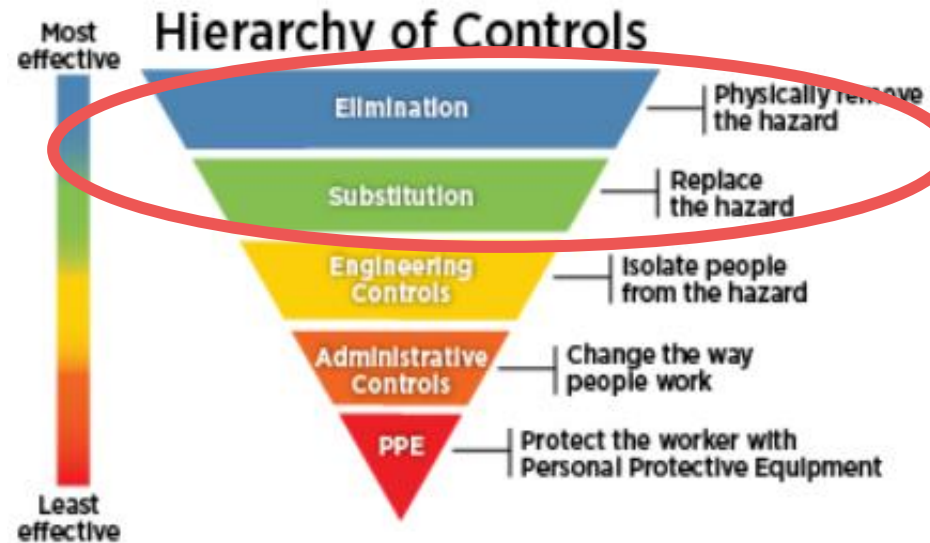 Hierarchy of Controls
Most
effective
Elimination
Physically remove
the hazard
Substitution
Replace
the hazard
Engineering
Controls
Isolate people
from the hazard
Administrative
Controls
Change the way
people work
PPE
Protect the worker with
Personal Protective Equipment
Least
effective